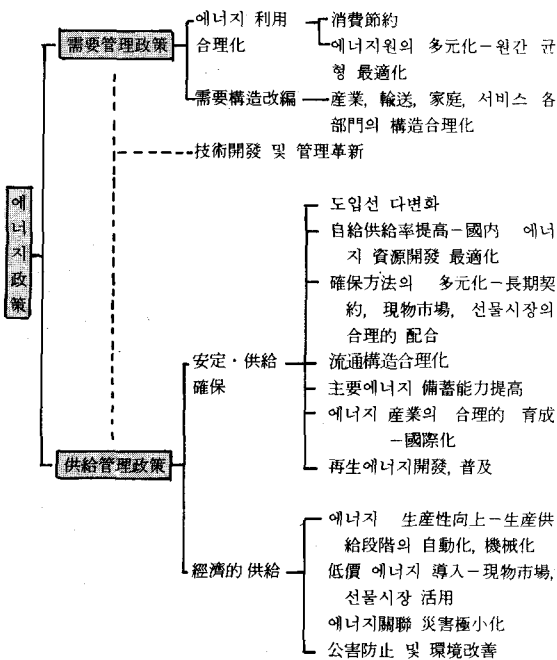 에너지 利用
合理化
消費節約
에너지원의 多元化－원간 균
형 最適化
需要管理政策
需要構造改編
産業, 輸送, 家庭, 서비스 各
部門의 構造合理化
技術開發 및 管理革新
에너지政策
도입선 다변화
自給供給率提高－國內 에너
지 資源開發 最適化
確保方法의 多元化－長期契
約, 現物市場, 선물시장의
合理的 配合
安定・供給
確保
流通構造合理化
主要에너지 備蓄能力提高
에너지 産業의 合理的 育成
－國際化
供給管理政策
再生에너지開發, 普及
에너지 生産性向上－生産供
給段階의 自動化, 機械化
經濟的 供給
低價 에너지 導入－現物市場,
선물시장 活用
에너지關聯 災害極小化
公害防止 및 環境改善